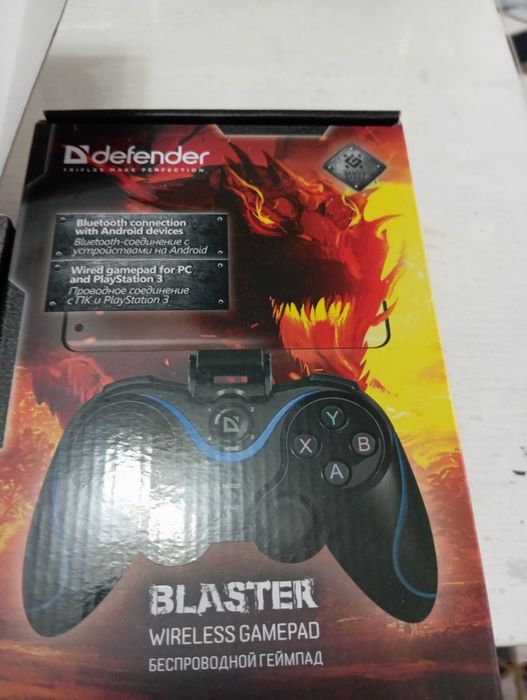 defender
TRIFLES MAKE PERFECTION
Bluetooth connection
with Android devices
Bluetooth-соединение с
устройствами на Android
Wired gamepad for PC
and PlayStation 3
Проводное соединение
с ПК и PlayStation 3
HOME
Y
X
B
A
BLASTER
WIRELESS GAMEPAD
БЕСПРОВОДНОЙ ГЕЙМПАД